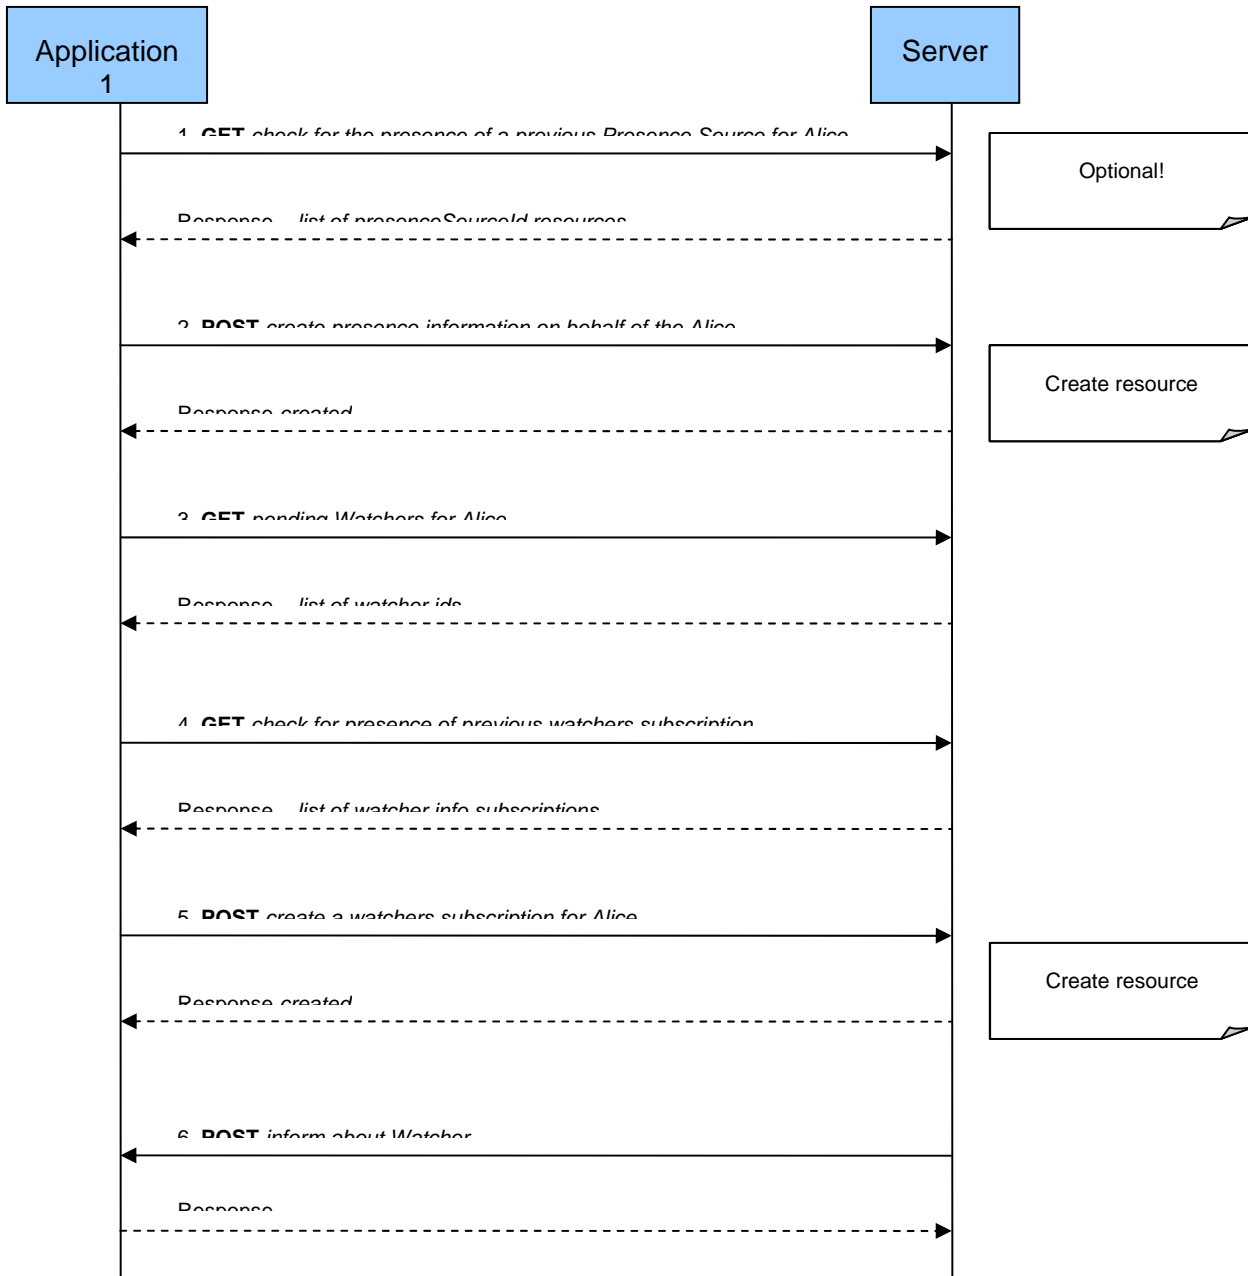 Application
1
Server
1. GET check for the presence of a previous Presence Source for Alice
Optional!
Response – list of presenceSourceId resources
2. POST create presence information on behalf of the Alice
Create resource
Response created
3. GET pending Watchers for Alice
Response – list of watcher ids
4. GET check for presence of previous watchers subscription
Response – list of watcher info subscriptions
5. POST create a watchers subscription for Alice
Create resource
Response created
6. POST inform about Watcher
Response